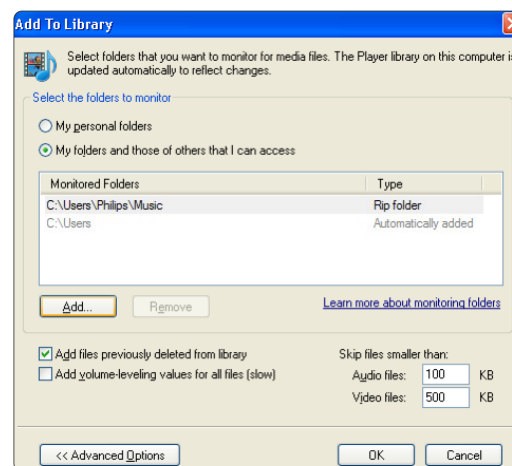 Add To Library
Select folders that you want to monitor for media files. The Player library on this computer is
updated automatically to reflect changes.
Select the folders to monitor
My personal folders
My folders and those of others that I can access
Monitored Folders Type
C:\Users\Philips\Music Rip folder
C:\Users Automatically added
Add... Remove Learn more about monitoring folders
Add files previously deleted from library Skip files smaller than:
Add volume-leveling values for all files (slow) Audio files: 100 KB
Video files: 500 KB
<< Advanced Options OK Cancel